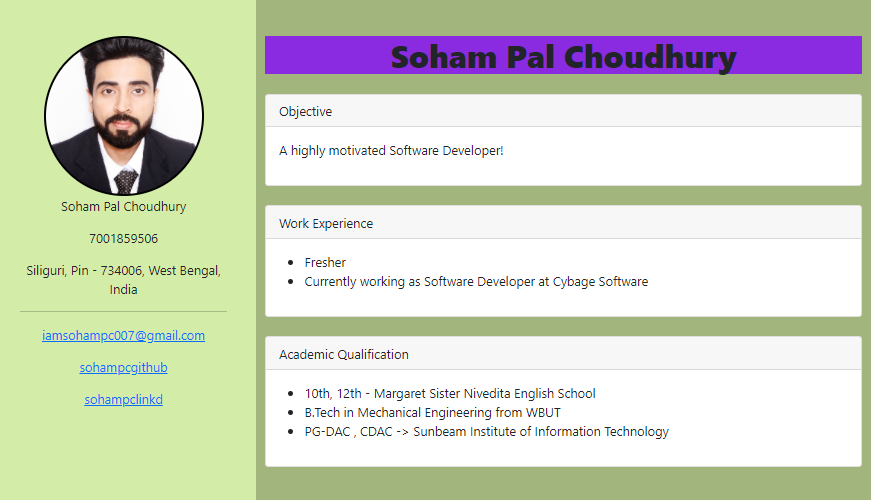 Soham Pal Choudhury
7001859506
Siliguri, Pin - 734006, West Bengal,
India
iamsohampc007@gmail.com
sohampcgithub
sohampclinkd
Soham Pal Choudhury
Objective
A highly motivated Software Developer!
Work Experience
Fresher
Currently working as Software Developer at Cybage Software
Academic Qualification
10th, 12th - Margaret Sister Nivedita English School
B.Tech in Mechanical Engineering from WBUT
PG-DAC , CDAC -> Sunbeam Institute of Information Technology